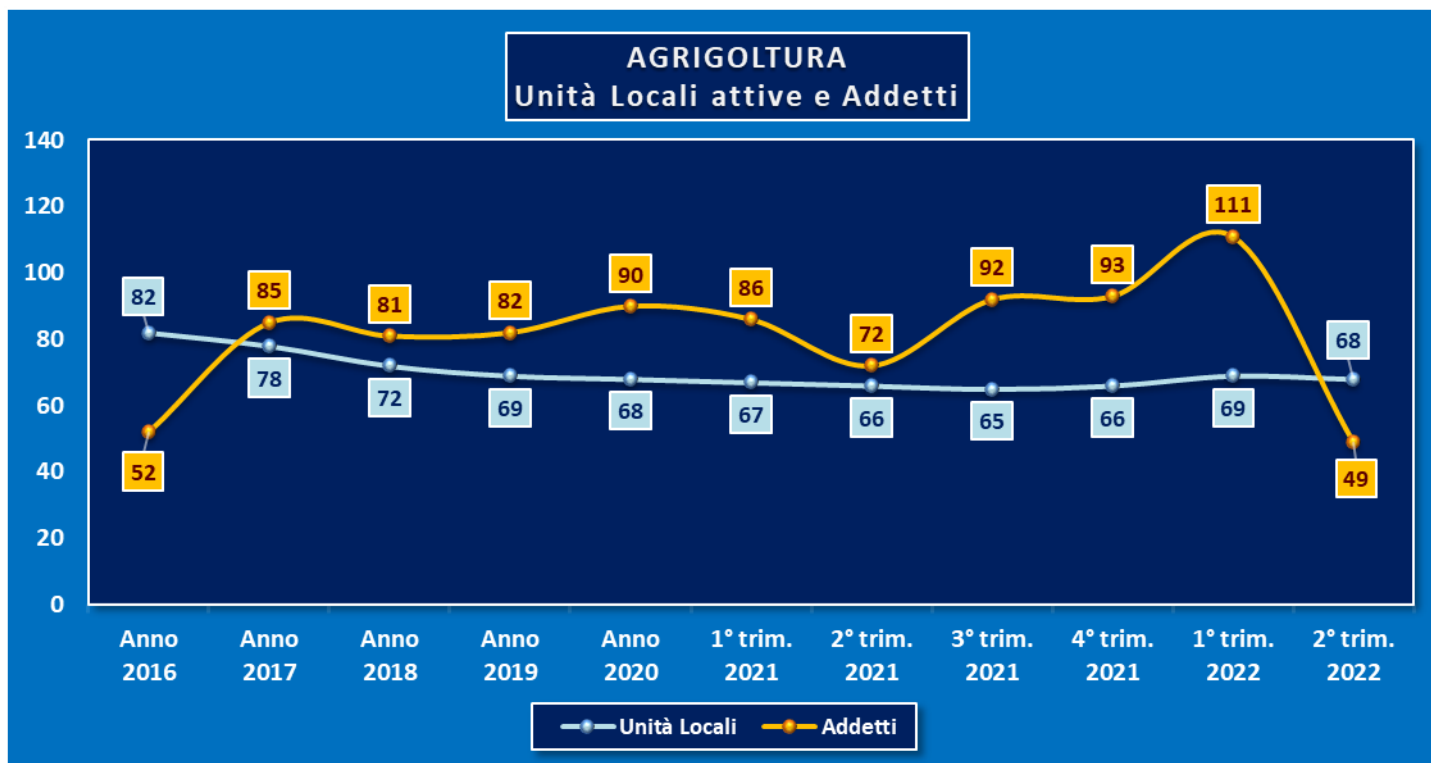 AGRIGOLTURA
Unità Locali attive e Addetti
140
120
100
80
60
40
20
0
82
78
72
69
68
67
66
65
66
69
68
52
85
81
82
90
86
72
92
93
111
49
Anno
2016
Anno
2017
Anno
2018
Anno
2019
Anno
2020
1° trim.
2021
2° trim.
2021
3° trim.
2021
4° trim.
2021
1° trim.
2022
2° trim.
2022
Unità Locali
Addetti